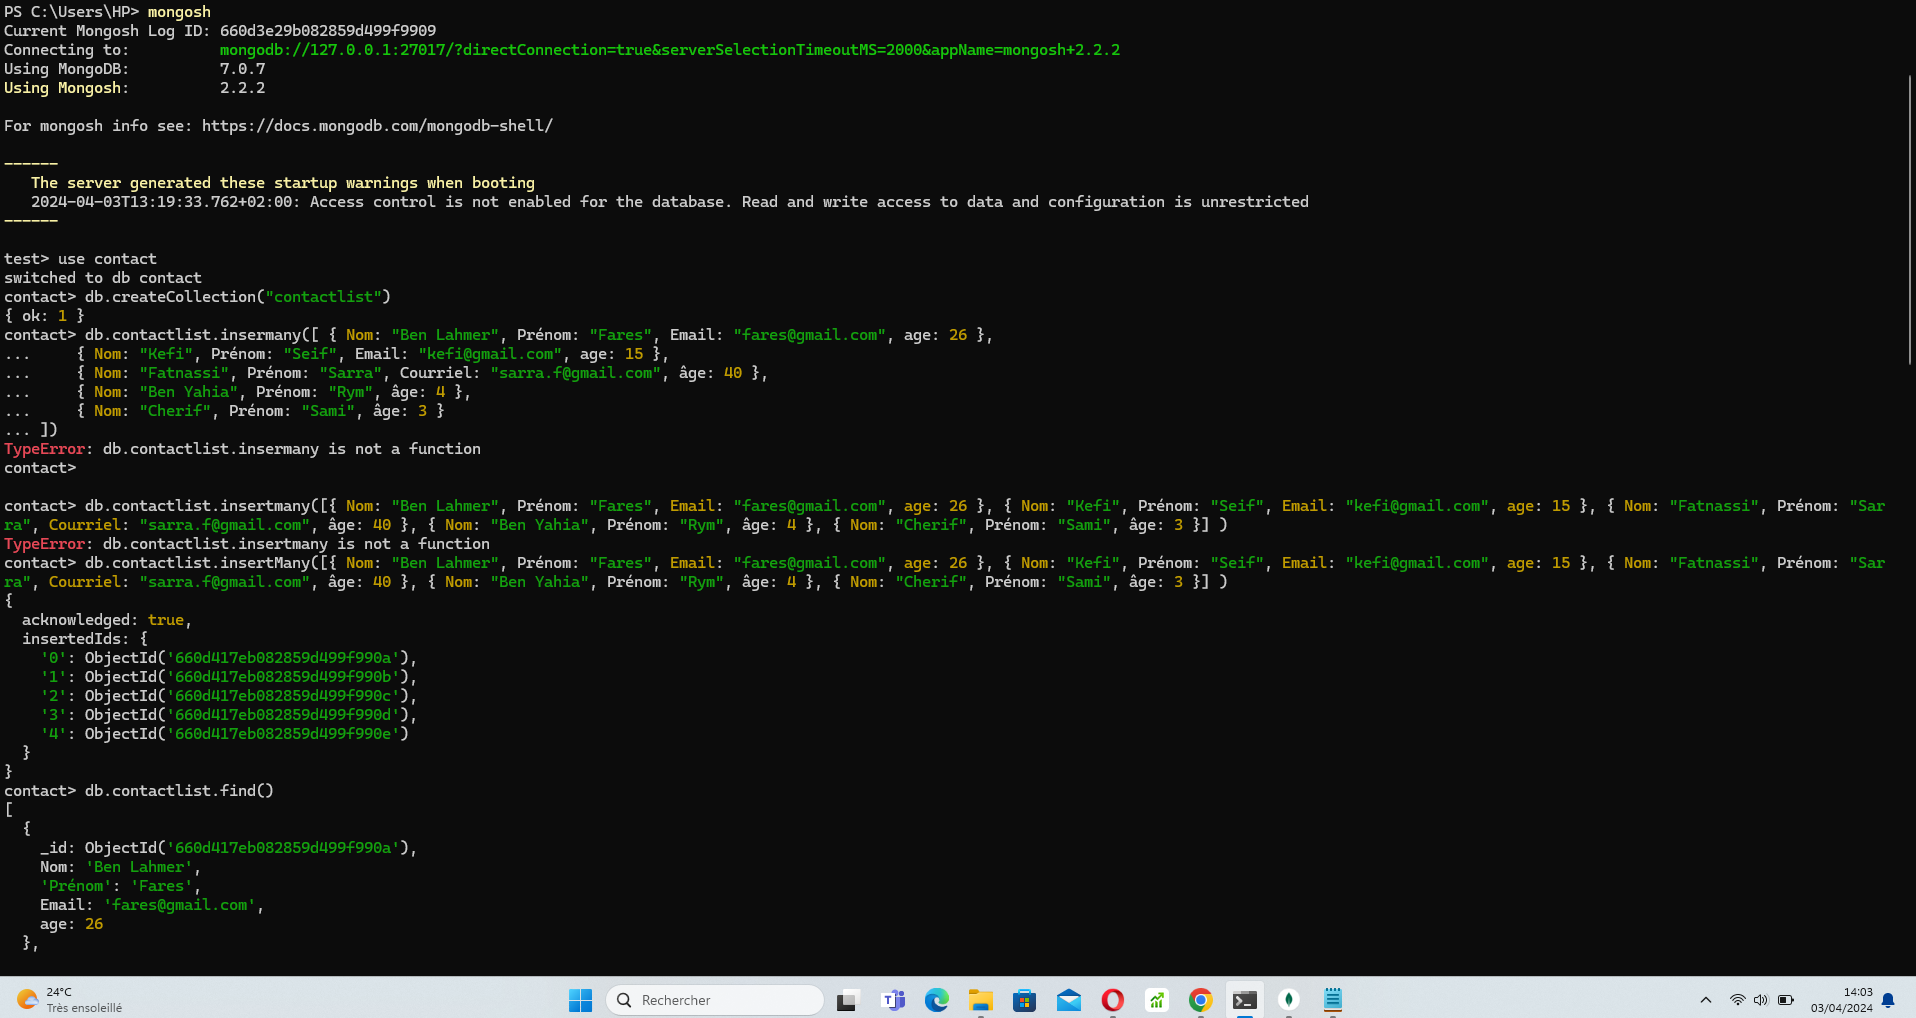 PS C:\Users\HP> mongosh
Current Mongosh Log ID: 660d3e29b082859d499f9909
Connecting to:          mongodb://127.0.0.1:27017/?directConnection=true&serverSelectionTimeoutMS=2000&appName=mongosh+2.2.2
Using MongoDB:          7.0.7
Using Mongosh:          2.2.2
For mongosh info see: https://docs.mongodb.com/mongodb-shell/
------
   The server generated these startup warnings when booting
   2024-04-03T13:19:33.762+02:00: Access control is not enabled for the database. Read and write access to data and configuration is unrestricted
------
test> use contact
switched to db contact
contact> db.createCollection("contactlist")
{ ok: 1 }
contact> db.contactlist.insermany([ { Nom: "Ben Lahmer", Prénom: "Fares", Email: "fares@gmail.com", age: 26 },
...     { Nom: "Kefi", Prénom: "Seif", Email: "kefi@gmail.com", age: 15 },
...     { Nom: "Fatnassi", Prénom: "Sarra", Courriel: "sarra.f@gmail.com", âge: 40 },
...     { Nom: "Ben Yahia", Prénom: "Rym", âge: 4 },
...     { Nom: "Cherif", Prénom: "Sami", âge: 3 }
... ])
TypeError: db.contactlist.insermany is not a function
contact>
contact> db.contactlist.insertmany([{ Nom: "Ben Lahmer", Prénom: "Fares", Email: "fares@gmail.com", age: 26 }, { Nom: "Kefi", Prénom: "Seif", Email: "kefi@gmail.com", age: 15 }, { Nom: "Fatnassi", Prénom: "Sar
ra", Courriel: "sarra.f@gmail.com", âge: 40 }, { Nom: "Ben Yahia", Prénom: "Rym", âge: 4 }, { Nom: "Cherif", Prénom: "Sami", âge: 3 }] )
TypeError: db.contactlist.insertmany is not a function
contact> db.contactlist.insertMany([{ Nom: "Ben Lahmer", Prénom: "Fares", Email: "fares@gmail.com", age: 26 }, { Nom: "Kefi", Prénom: "Seif", Email: "kefi@gmail.com", age: 15 }, { Nom: "Fatnassi", Prénom: "Sar
ra", Courriel: "sarra.f@gmail.com", âge: 40 }, { Nom: "Ben Yahia", Prénom: "Rym", âge: 4 }, { Nom: "Cherif", Prénom: "Sami", âge: 3 }] )
{
  acknowledged: true,
  insertedIds: {
    '0': ObjectId('660d417eb082859d499f990a'),
    '1': ObjectId('660d417eb082859d499f990b'),
    '2': ObjectId('660d417eb082859d499f990c'),
    '3': ObjectId('660d417eb082859d499f990d'),
    '4': ObjectId('660d417eb082859d499f990e')
  }
}
contact> db.contactlist.find()
[
  {
    _id: ObjectId('660d417eb082859d499f990a'),
    Nom: 'Ben Lahmer',
    'Prénom': 'Fares',
    Email: 'fares@gmail.com',
    age: 26
  },
24°C
Très ensoleillé
Rechercher
14:03
03/04/2024